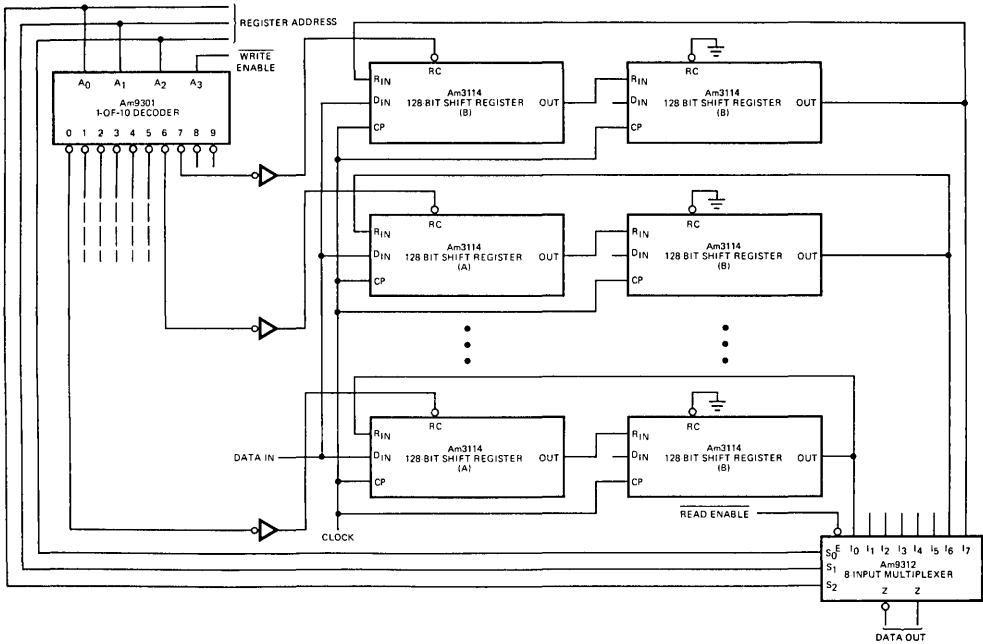 REGISTER ADDRESS
WRITE
ENABLE
A0 A1 A2 A3
Am9301
1-OF-10 DECODER
0 1 2 3 4 5 6 7 8 9
RC
RIN
DIN
CP
Am3114
128-BIT SHIFT REGISTER
(B)
OUT
RC
RIN
DIN
CP
Am3114
128-BIT SHIFT REGISTER
(B)
OUT
RC
RIN
DIN
CP
Am3114
128 BIT SHIFT REGISTER
(A)
OUT
RC
RIN
DIN
CP
Am3114
128 BIT SHIFT REGISTER
(B)
OUT
RC
RIN
DIN
CP
Am3114
128-BIT SHIFT REGISTER
(A)
OUT
RC
RIN
DIN
CP
Am3114
128-BIT SHIFT REGISTER
(B)
OUT
DATA IN
CLOCK
READ ENABLE
E I0 I1 I2 I3 I4 I5 I6 I7
S0
S1
S2
Am9312
8 INPUT MULTIPLEXER
Z Z
DATA OUT